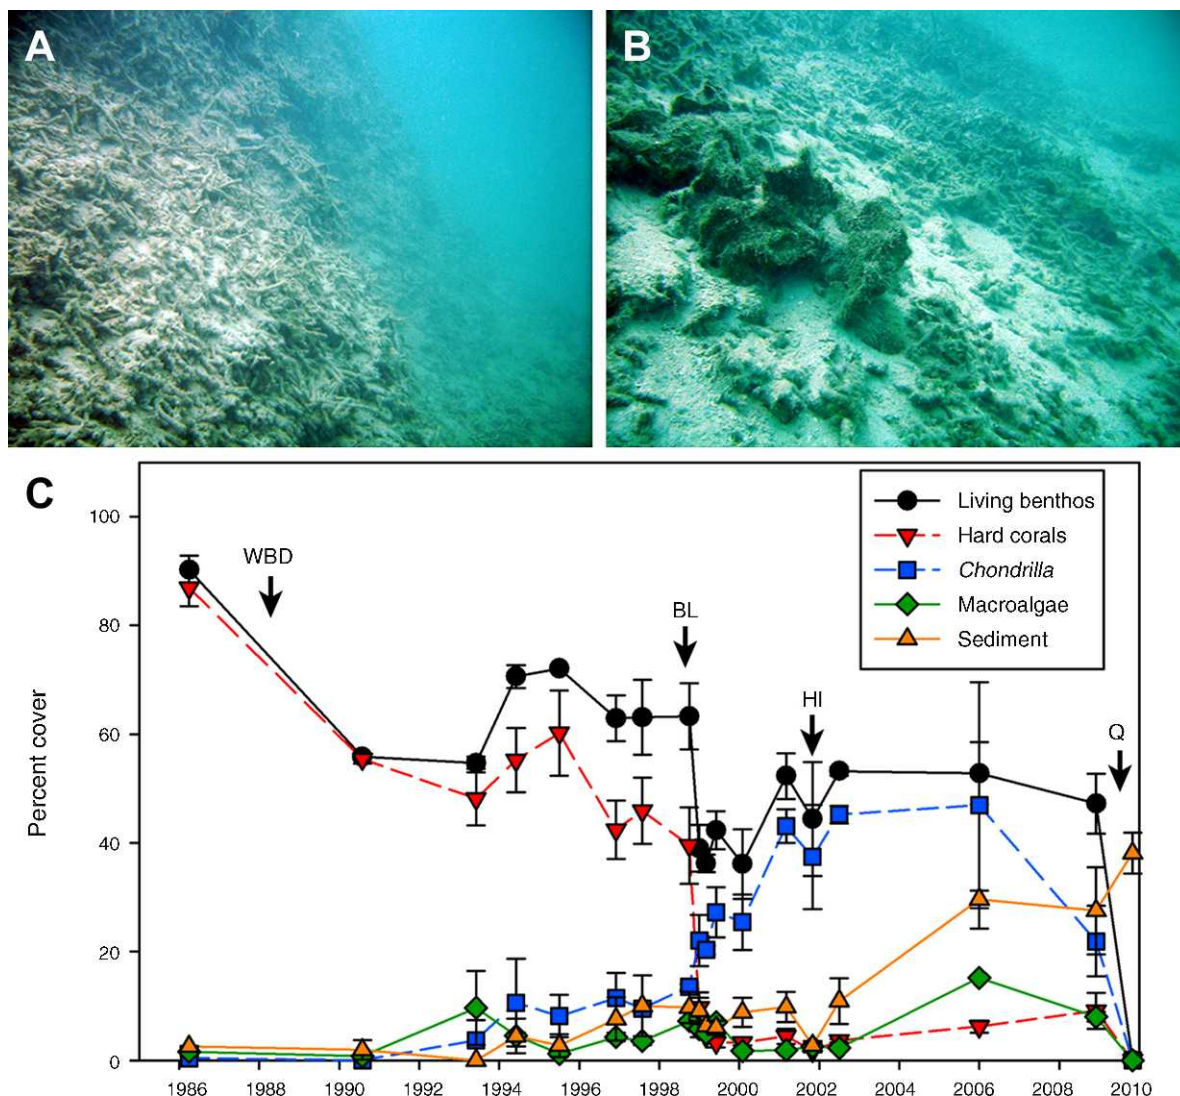 A
B
C
Living benthos
Hard corals
Chondrilla
Macroalgae
Sediment
WBD
BL
HI
Q
Percent cover
100
80
60
40
20
0
1986 1988 1990 1992 1994 1996 1998 2000 2002 2004 2006 2008 2010